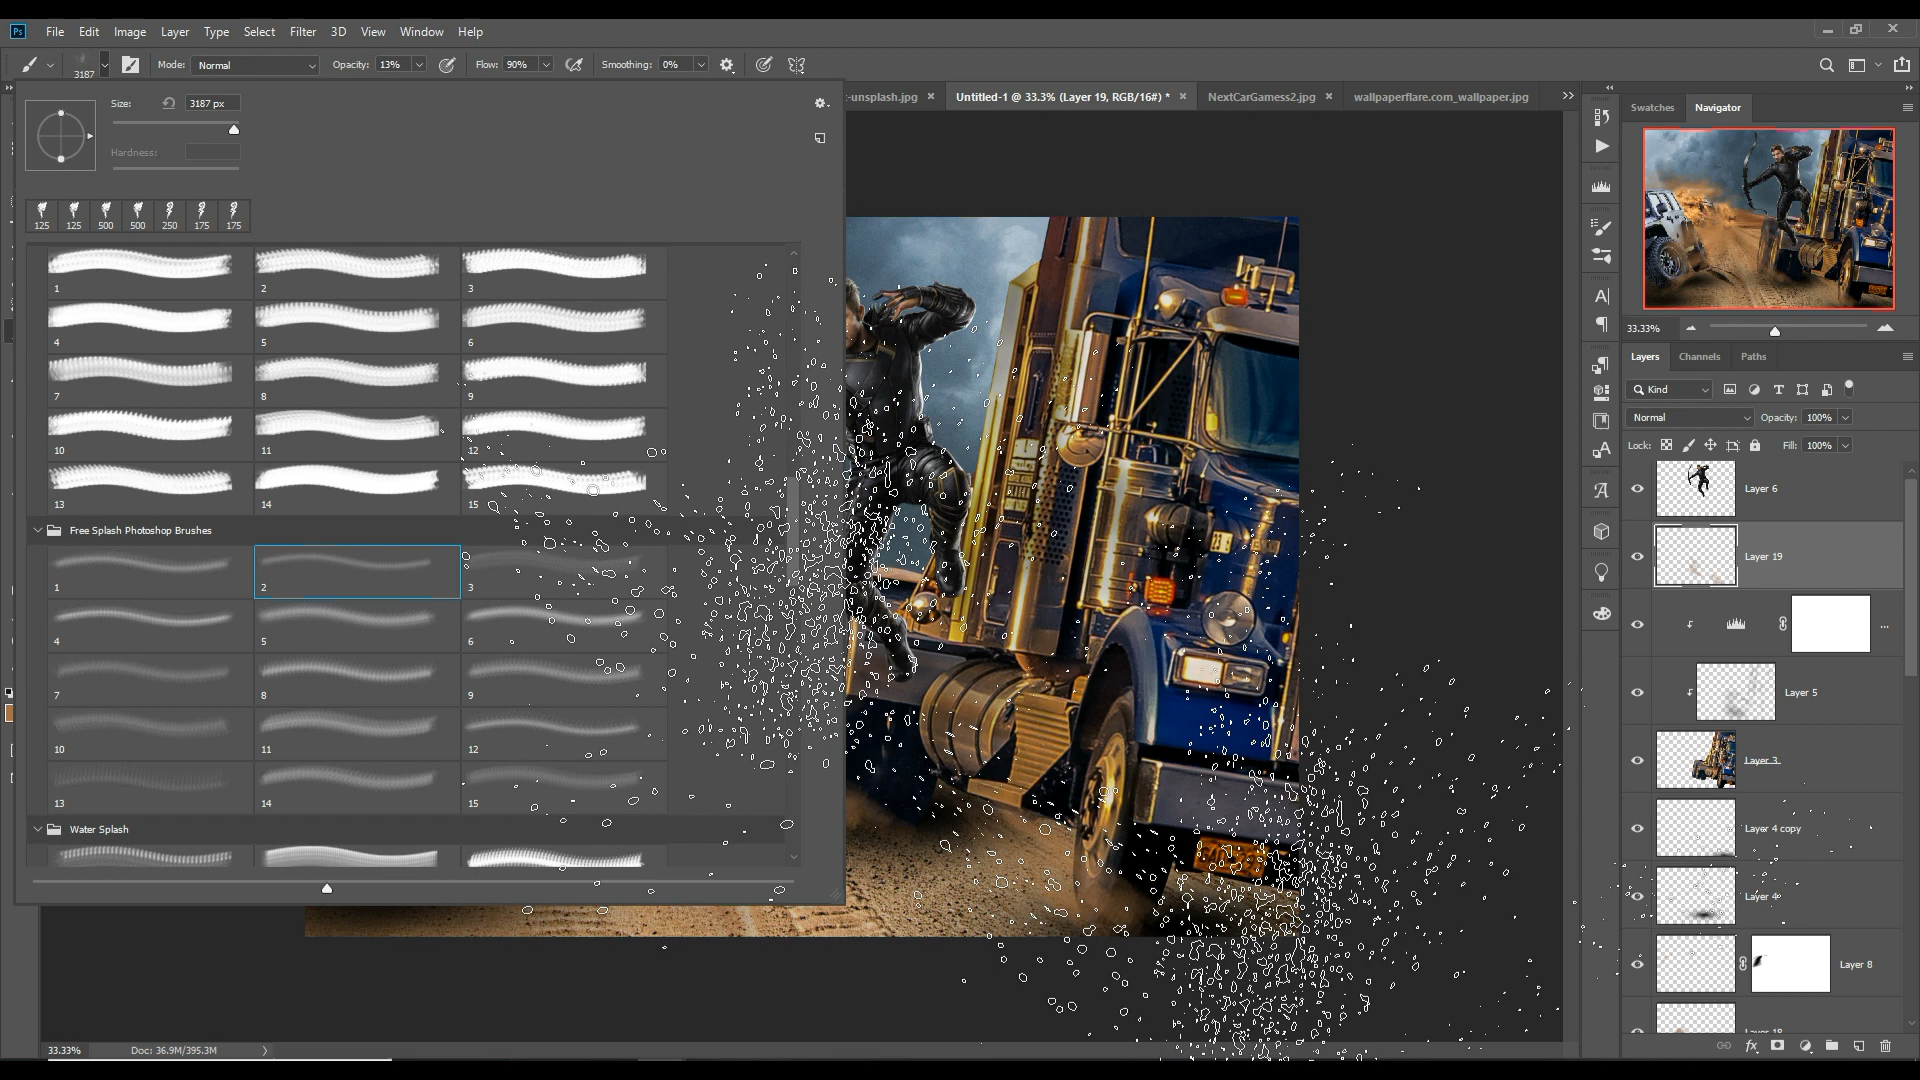 Ps File Edit Image Layer Type Select Filter 3D View Window Help
3187 Mode: Normal Opacity: 13% Flow: 90% Smoothing: 0%
Size: 3187 px
Hardness:
125 125 500 500 250 175 175
1 2 3
4 5 6
7 8 9
10 11 12
13 14 15
Free Splash Photoshop Brushes
1 2 3
4 5 6
7 8 9
10 11 12
13 14 15
Water Splash
-unsplash.jpg × Untitled-1 @ 33.3% (Layer 19, RGB/16#) * × NextCarGamess2.jpg × wallpaperflare.com_wallpaper.jpg
33.33% Doc: 36.9M/395.3M
Swatches Navigator
33.33%
Layers Channels Paths
Kind
Normal Opacity: 100%
Lock: Fill: 100%
Layer 6
Layer 19
...
Layer 5
Layer 3
Layer 4 copy
Layer 4
Layer 8
Layer 18
fx